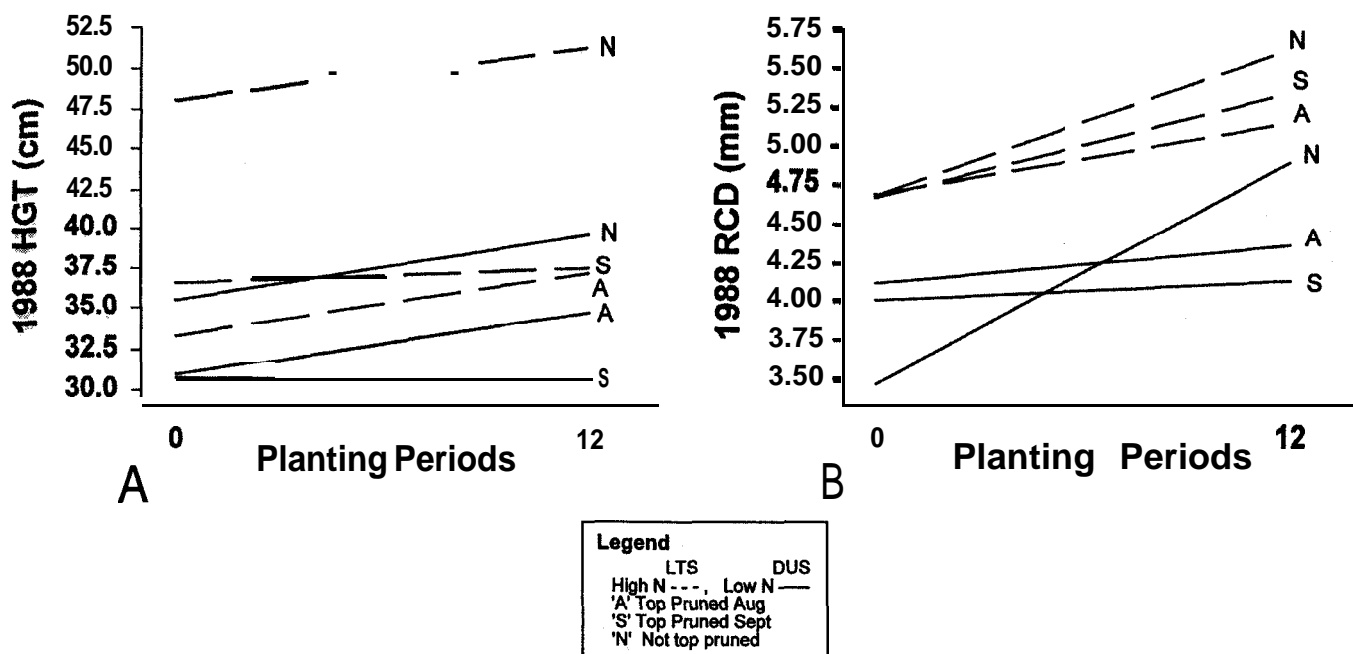 1988 HGT (cm)
52.5
50.0
47.5
45.0
42.5
40.0
37.5
35.0
32.5
30.0
N
N
S
A
A
S
0
12
Planting Periods
A
1988 RCD (mm)
5.75
5.50
5.25
5.00
4.75
4.50
4.25
4.00
3.75
3.50
N
S
A
N
A
S
0
12
Planting Periods
B
Legend
LTS DUS
High N ---, Low N —
'A' Top Pruned Aug
'S' Top Pruned Sept
'N' Not top pruned